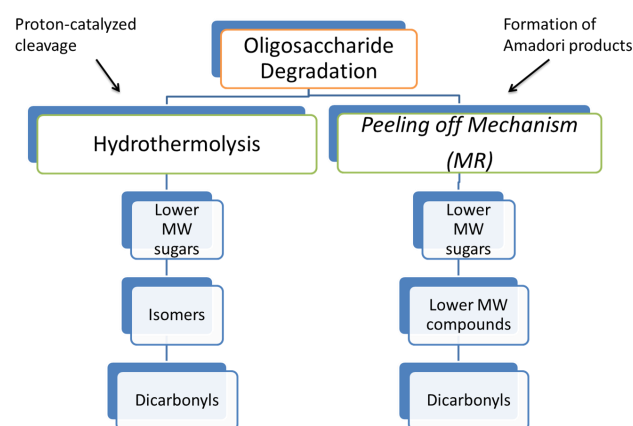 Proton-catalyzed
cleavage
Formation of
Amadori products
Oligosaccharide
Degradation
Hydrothermolysis
Peeling off Mechanism
(MR)
Lower
MW
sugars
Lower
MW
sugars
Isomers
Lower MW
compounds
Dicarbonyls
Dicarbonyls